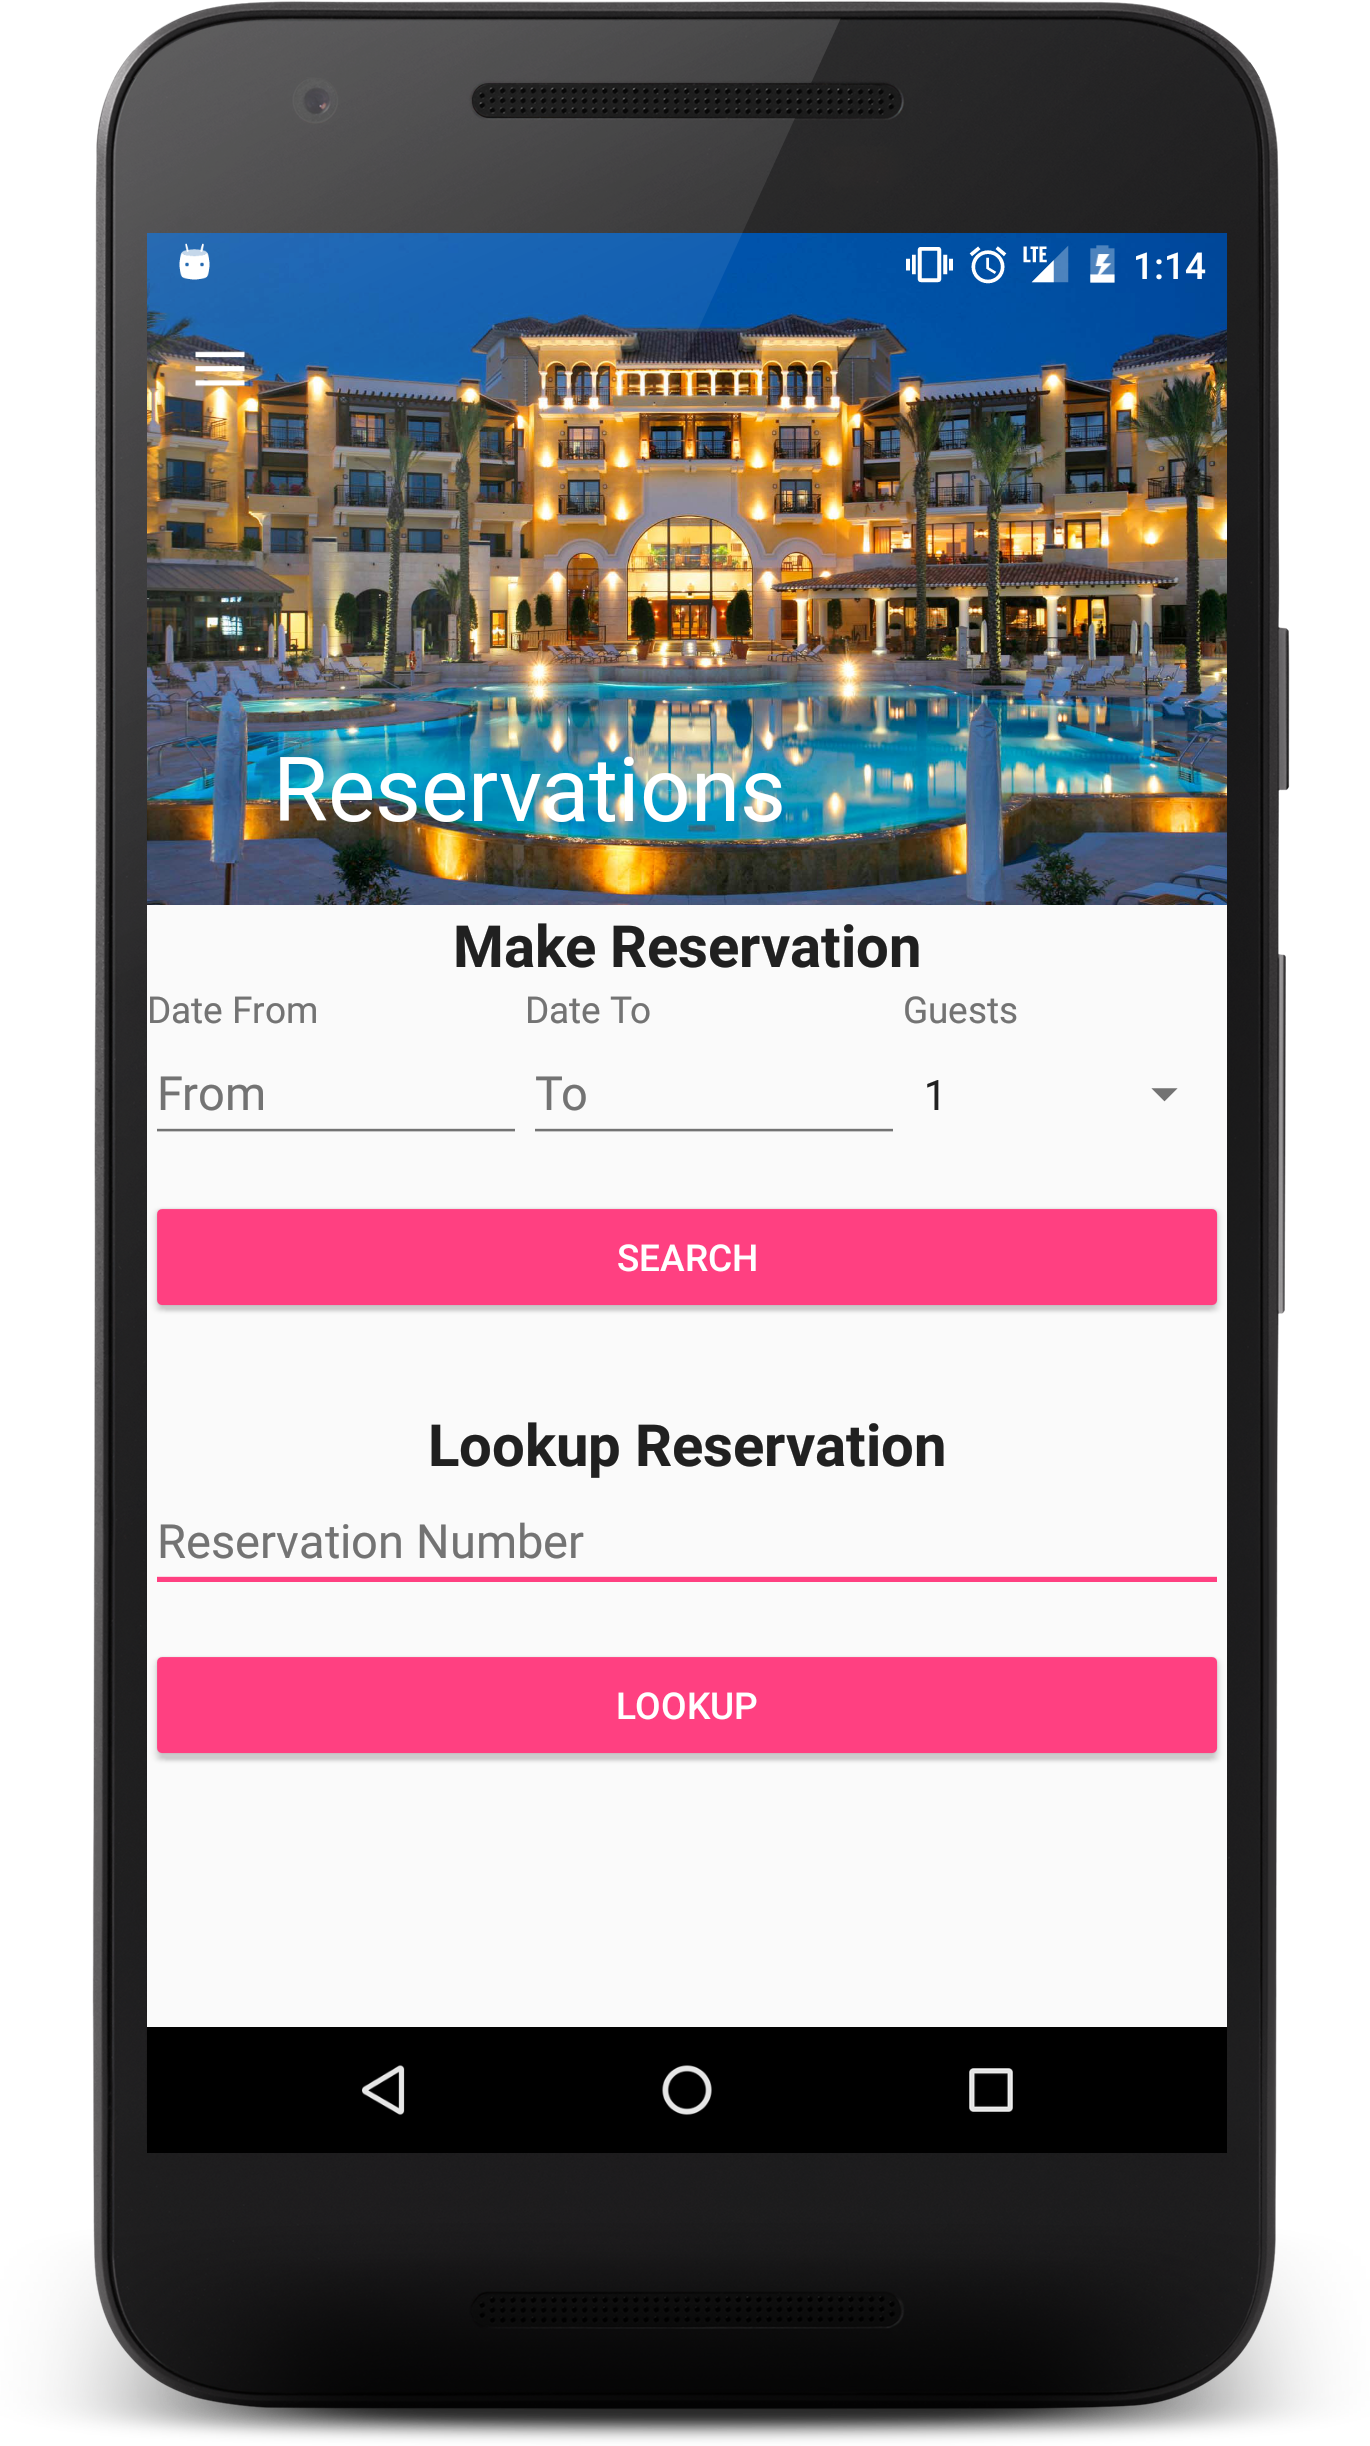 LTE 1:14
Reservations
Make Reservation
Date From Date To Guests
From To 1
SEARCH
Lookup Reservation
Reservation Number
LOOKUP